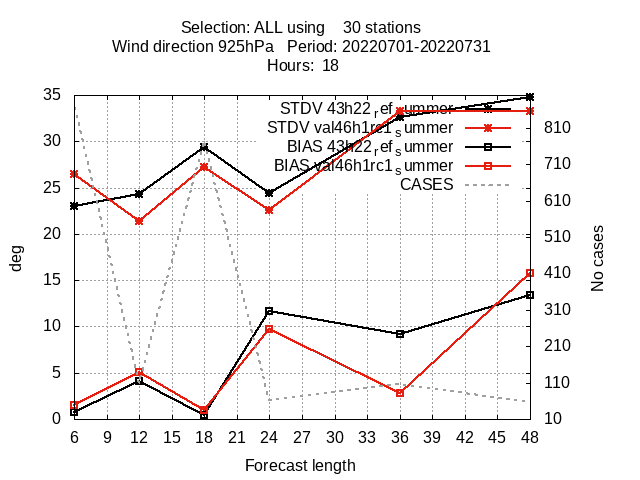 Selection: ALL using 30 stations
Wind direction 925hPa Period: 20220701-20220731
Hours: 18
35
30
25
20
15
10
5
0
deg
STDV 43h22_ref_summer
STDV val46h1rc1_summer
BIAS 43h22_ref_summer
BIAS val46h1rc1_summer
CASES
810
710
610
510
410
310
210
110
10
No cases
6 9 12 15 18 21 24 27 30 33 36 39 42 45 48
Forecast length